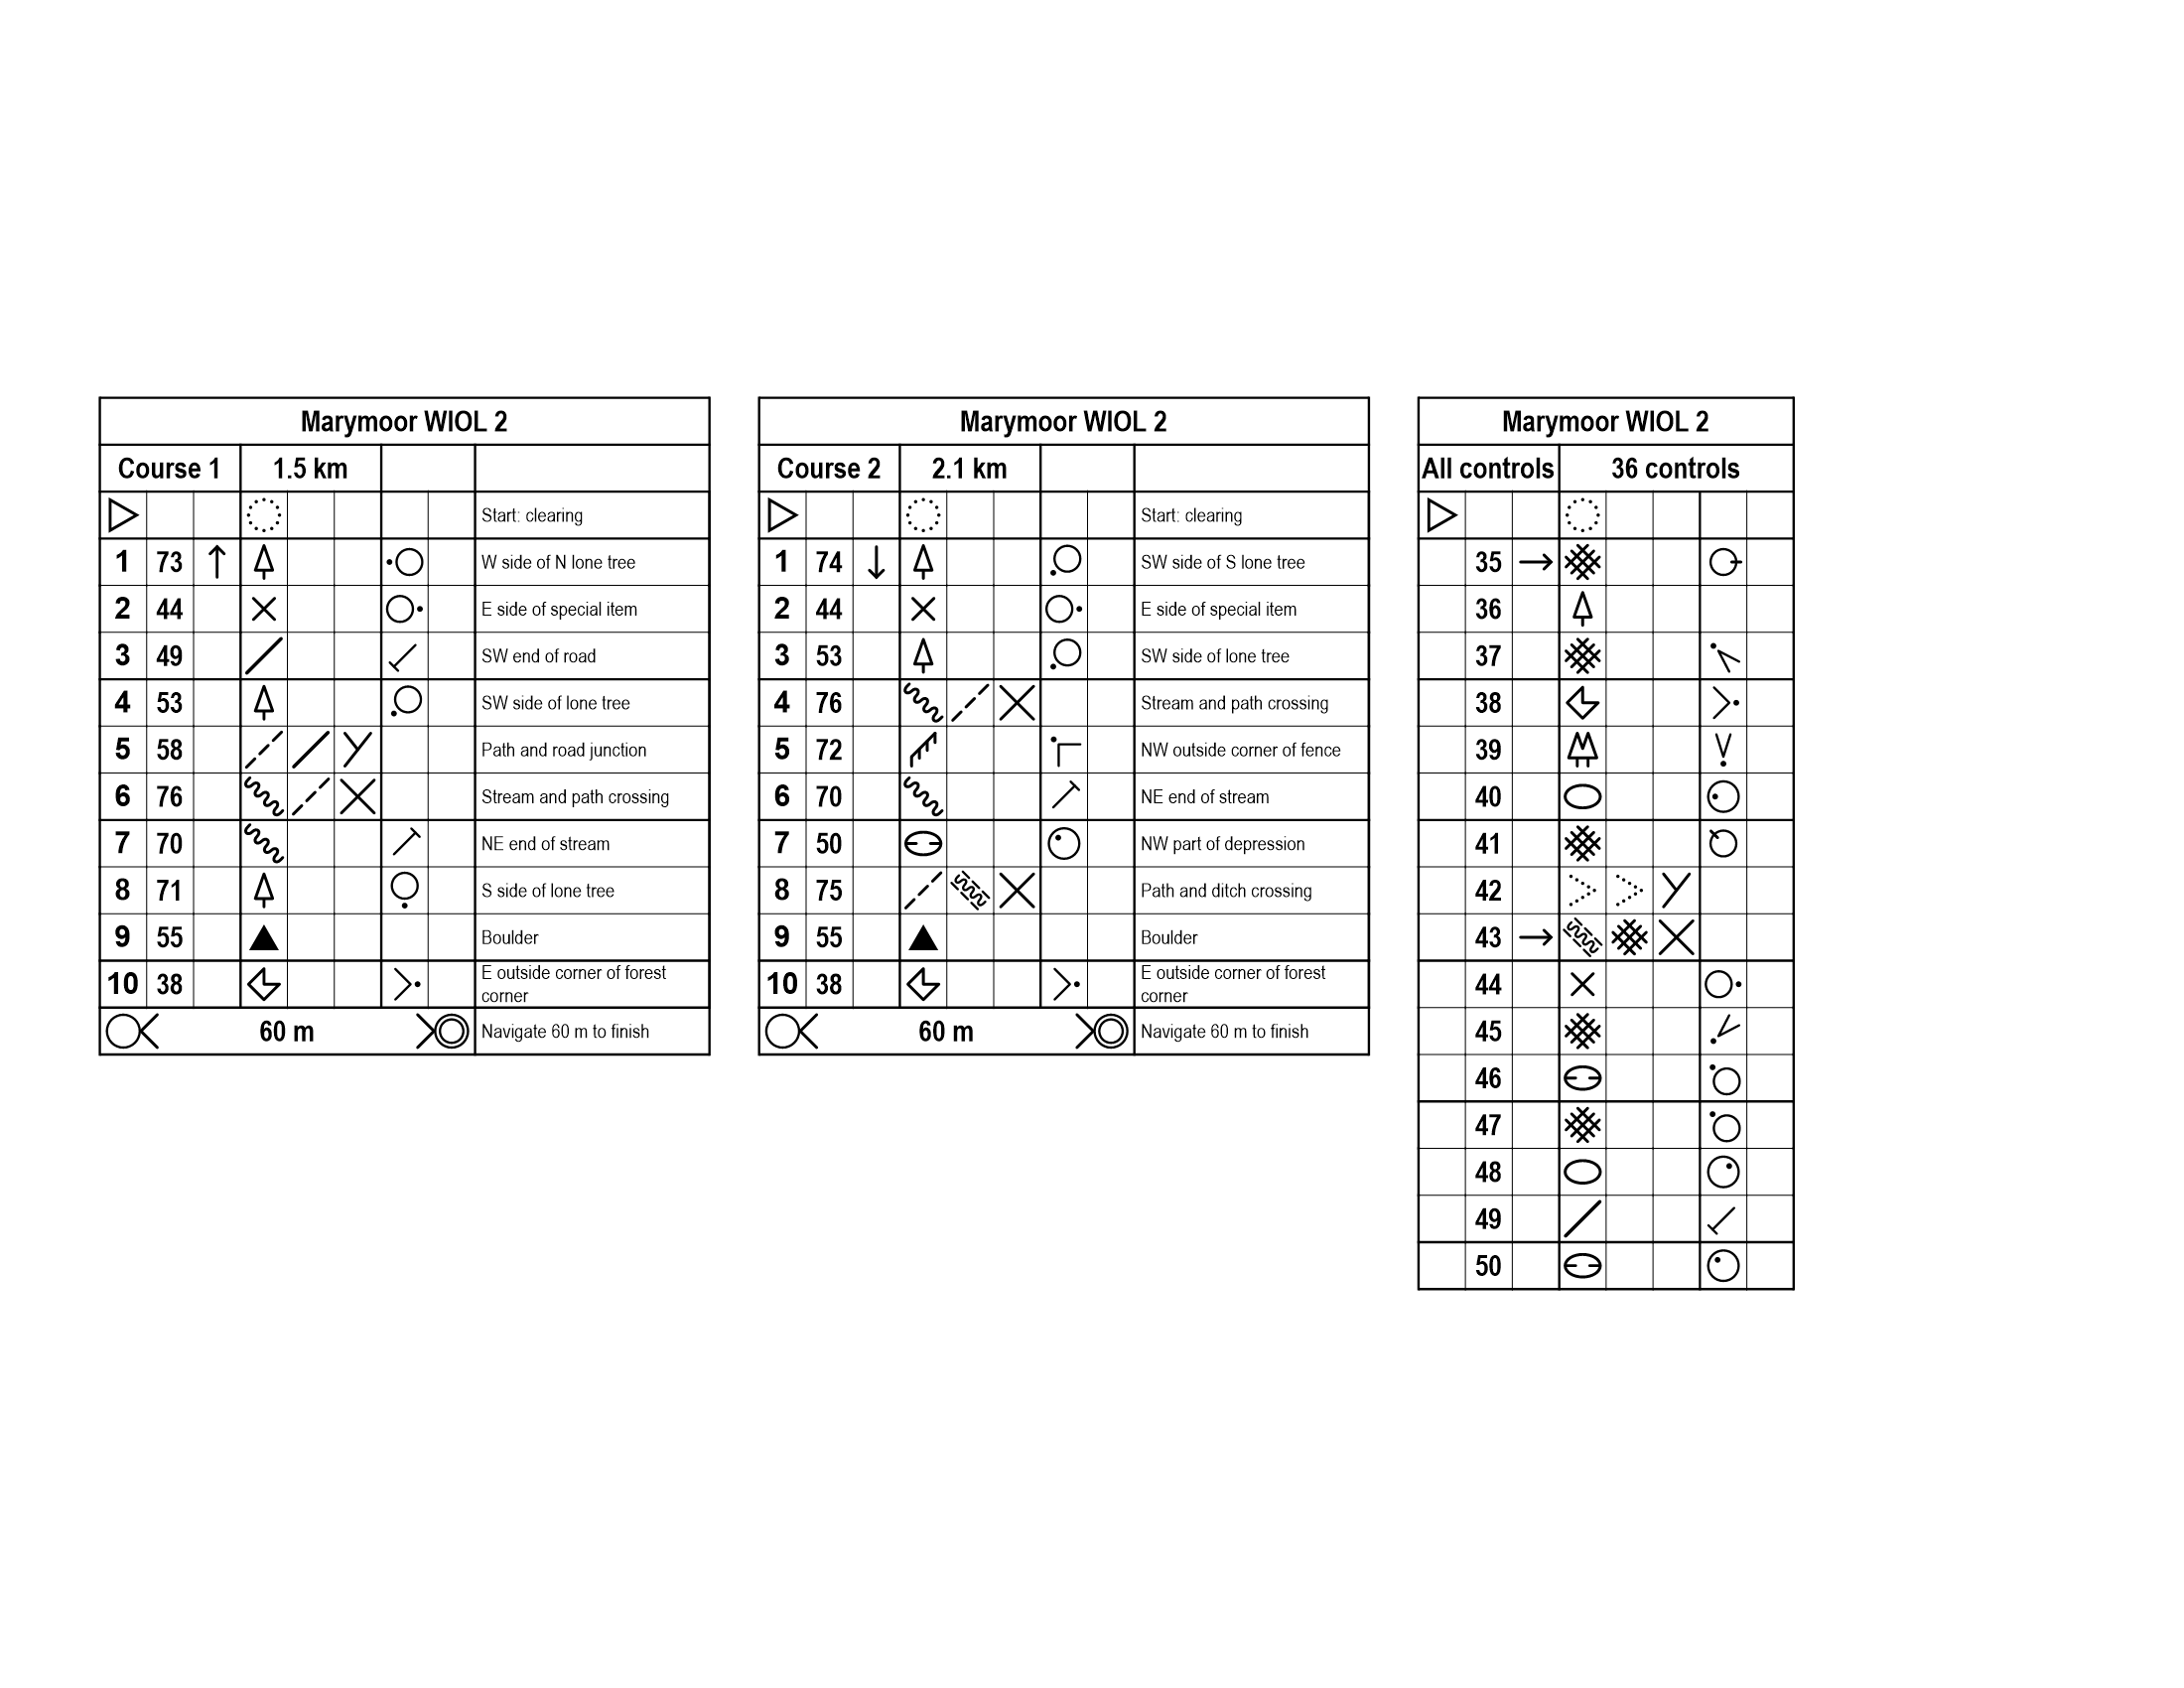 Marymoor WIOL 2
Course 1 1.5 km
Start: clearing
1 73 W side of N lone tree
2 44 E side of special item
3 49 SW end of road
4 53 SW side of lone tree
5 58 Path and road junction
6 76 Stream and path crossing
7 70 NE end of stream
8 71 S side of lone tree
9 55 Boulder
10 38 E outside corner of forest
corner
60 m Navigate 60 m to finish
Marymoor WIOL 2
Course 2 2.1 km
Start: clearing
1 74 SW side of S lone tree
2 44 E side of special item
3 53 SW side of lone tree
4 76 Stream and path crossing
5 72 NW outside corner of fence
6 70 NE end of stream
7 50 NW part of depression
8 75 Path and ditch crossing
9 55 Boulder
10 38 E outside corner of forest
corner
60 m Navigate 60 m to finish
Marymoor WIOL 2
All controls 36 controls
35
36
37
38
39
40
41
42
43
44
45
46
47
48
49
50